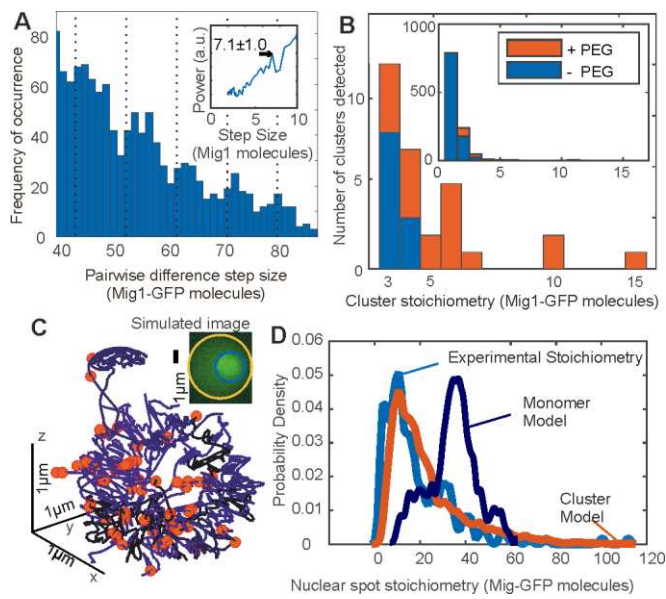 A
80
60
40
20
0
Frequency of occurrence
40 50 60 70 80
Pairwise difference step size
(Mig1-GFP molecules)
7.1±1.0
Power (a.u.)
0 5 10
Step Size
(Mig1 molecules)
B
10
5
0
Number of clusters detected
3 5 10 15
Cluster stoichiometry (Mig1-GFP molecules)
1000
500
0
0 5 10 15
+ PEG
- PEG
C
Simulated image
1µm
z
1µm
1µm
y
1µm
x
D
0.05
0.04
0.03
0.02
0.01
0
Probability Density
0 20 40 60 80 100 120
Nuclear spot stoichiometry (Mig-GFP molecules)
Experimental Stoichiometry
Monomer
Model
Cluster
Model